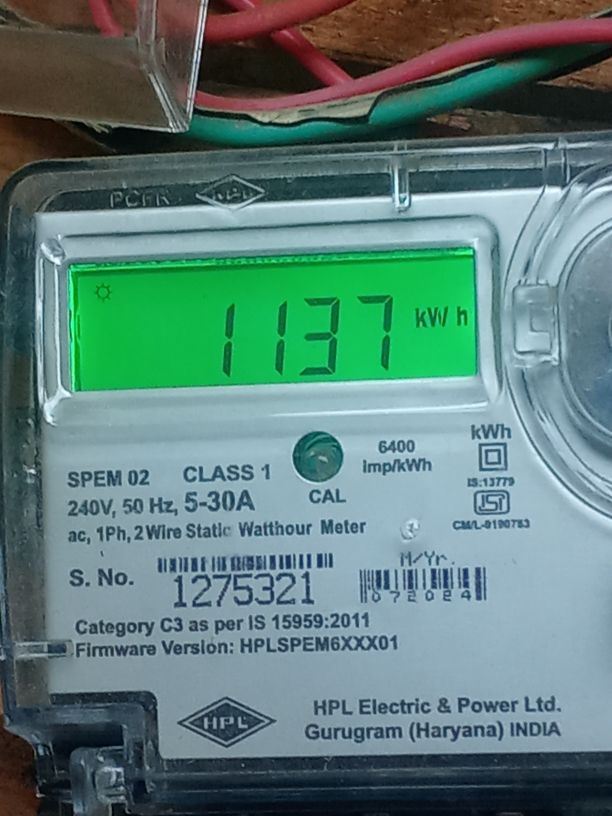 HPL
1137 kWh
SPEM 02 CLASS 1
240V, 50 Hz, 5-30A
ac, 1Ph, 2 Wire Static Watthour Meter
CAL
6400
imp/kWh
kWh
IS:13779
ISI
CM/L-9190783
S. No.
1275321
M/Yr.
072024
Category C3 as per IS 15959:2011
Firmware Version: HPLSPEM6XXX01
HPL
HPL Electric & Power Ltd.
Gurugram (Haryana) INDIA